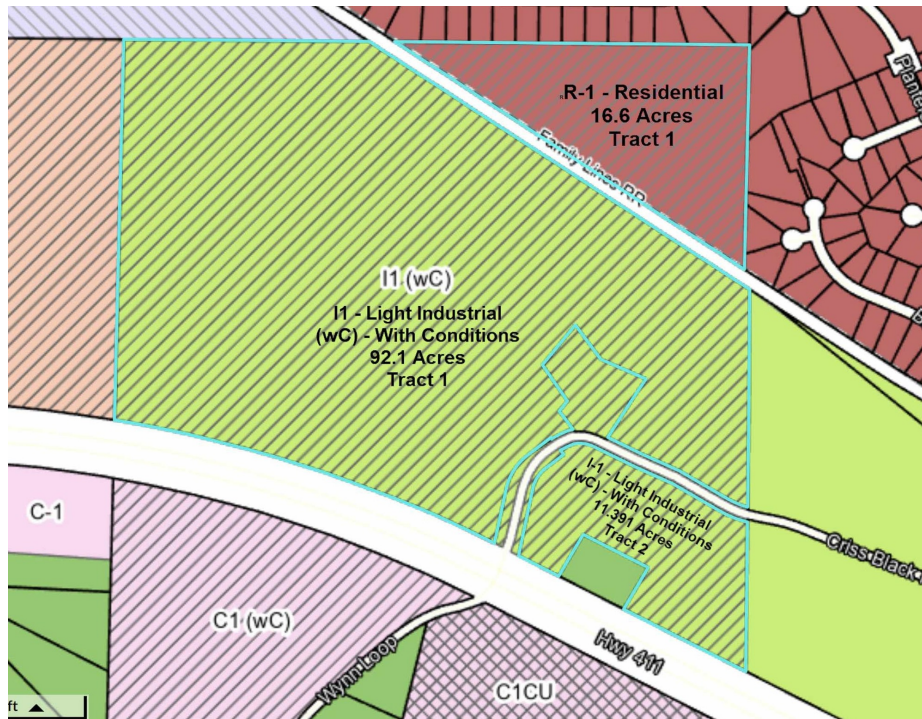 R-1 - Residential
16.6 Acres
Tract 1
Family Lines RR
I1 (wC)
I1 - Light Industrial
(wC) - With Conditions
92.1 Acres
Tract 1
I-1 - Light Industrial
(wC) - With Conditions
11.391 Acres
Tract 2
Criss Black
C-1
C1 (wC)
Hwy 411
Wynn Loop
C1CU
ft